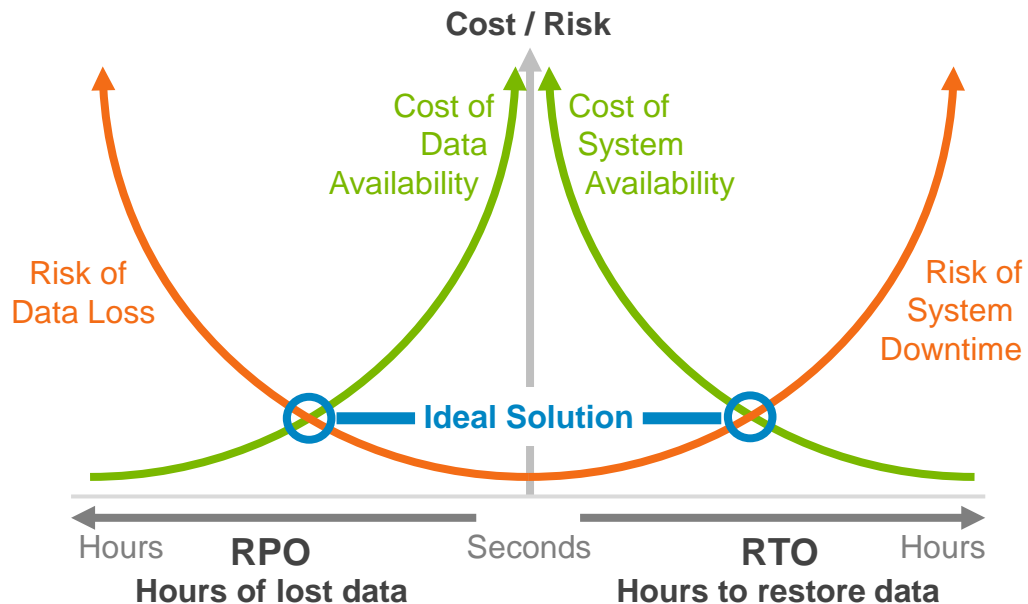 Cost / Risk
Cost of
Data
Availability
Cost of
System
Availability
Risk of
Data Loss
Risk of
System
Downtime
Ideal Solution
Hours
RPO
Seconds
RTO
Hours
Hours of lost data
Hours to restore data